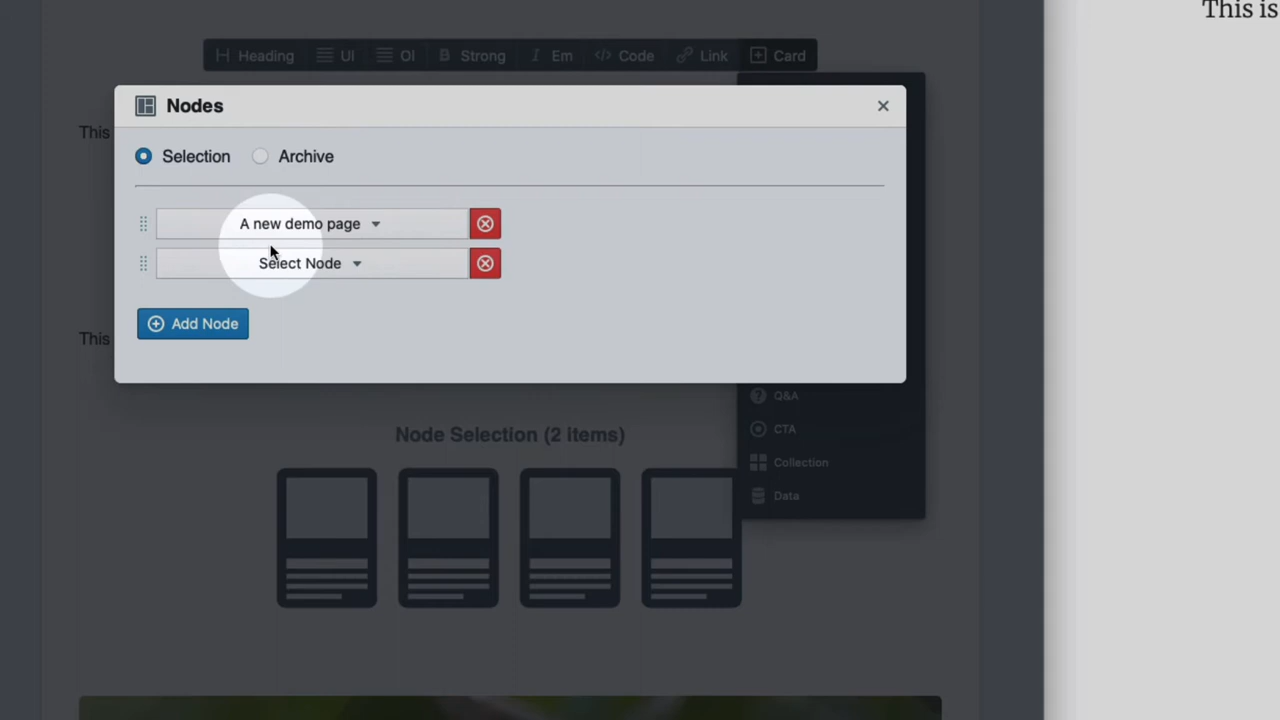 This is
Heading Ul Ol B Strong I Em </> Code Link Card
Nodes
This
Selection Archive
A new demo page
Select Node
Add Node
This
Q&A
CTA
Node Selection (2 items)
Collection
Data